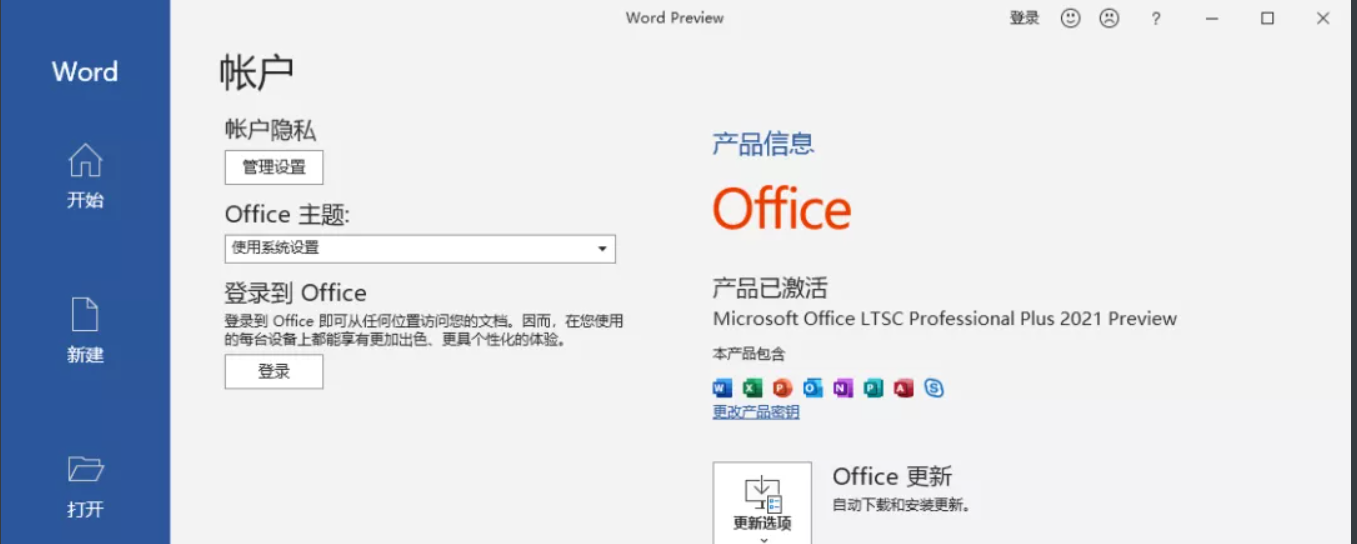 Word Preview
登录
?
Word
开始
新建
打开
帐户
帐户隐私
管理设置
Office 主题:
使用系统设置
登录到 Office
登录到 Office 即可从任何位置访问您的文档。因而，在您使用
的每台设备上都能享有更加出色、更具个性化的体验。
登录
产品信息
Office
产品已激活
Microsoft Office LTSC Professional Plus 2021 Preview
本产品包含
W X P O N P A S
更改产品密钥
更新选项
Office 更新
自动下载和安装更新。